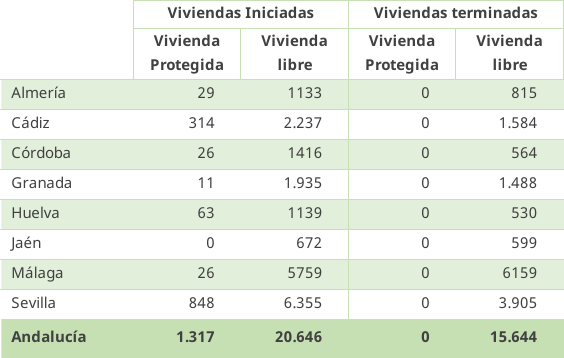 Viviendas Iniciadas Viviendas terminadas
Vivienda Vivienda Vivienda Vivienda
Protegida libre Protegida libre
Almería 29 1133 0 815
Cádiz 314 2.237 0 1.584
Córdoba 26 1416 0 564
Granada 11 1.935 0 1.488
Huelva 63 1139 0 530
Jaén 0 672 0 599
Málaga 26 5759 0 6159
Sevilla 848 6.355 0 3.905
Andalucía 1.317 20.646 0 15.644